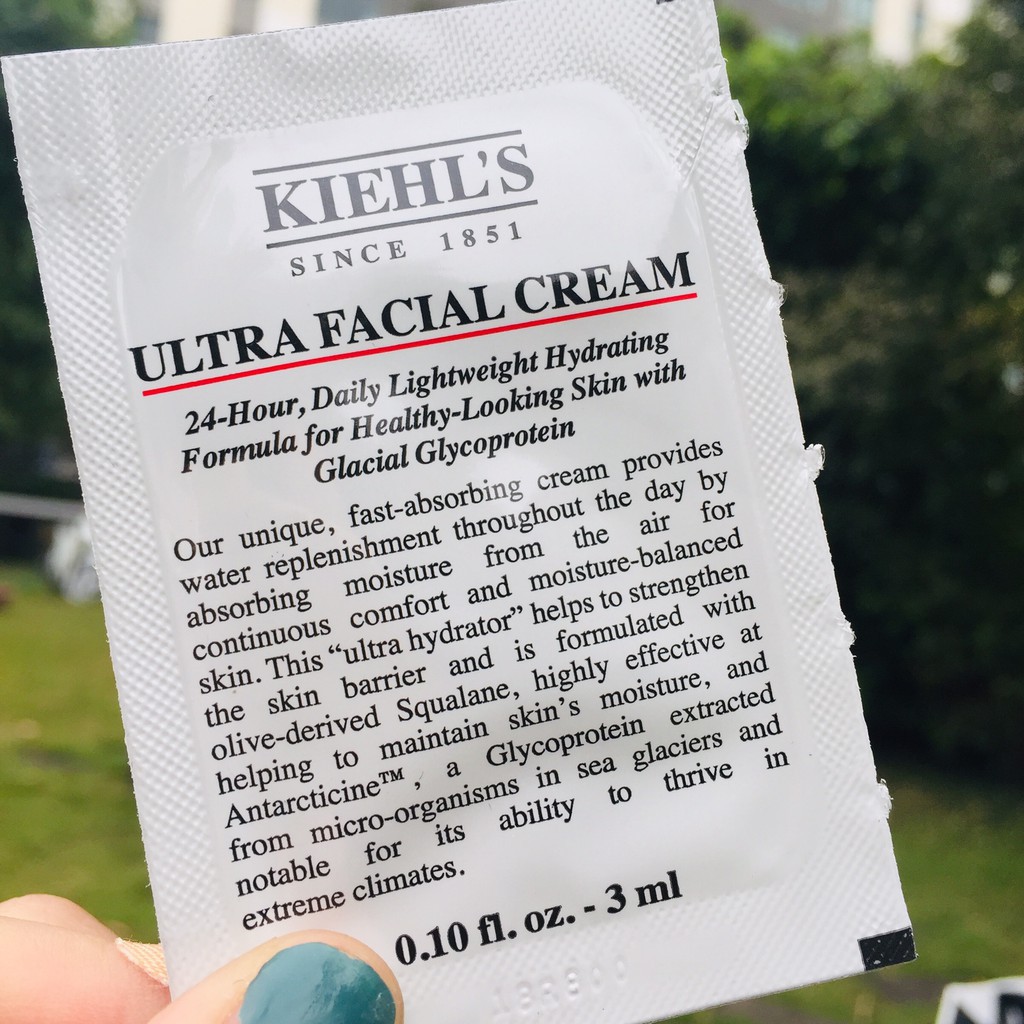 KIEHL'S
SINCE 1851
ULTRA FACIAL CREAM
24-Hour, Daily Lightweight Hydrating
Formula for Healthy-Looking Skin with
Glacial Glycoprotein
Our unique, fast-absorbing cream provides
water replenishment throughout the day by
absorbing moisture from the air for
continuous comfort and moisture-balanced
skin. This “ultra hydrator” helps to strengthen
the skin barrier and is formulated with
olive-derived Squalane, highly effective at
helping to maintain skin’s moisture, and
Antarcticine™ , a Glycoprotein extracted
from micro-organisms in sea glaciers and
notable for its ability to thrive in
extreme climates.
0.10 fl. oz. - 3 ml